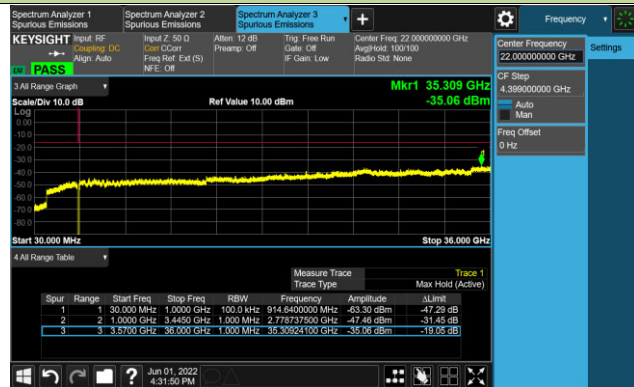 Spectrum Analyzer 1
Spurious Emissions
Spectrum Analyzer 2
Spurious Emissions
Spectrum Analyzer 3
Spurious Emissions
Frequency
KEYSIGHT
Input: RF
Coupling: DC
Align: Auto
Input Z: 50 Ω
Corr CCorr
Freq Ref: Ext (S)
NFE: Off
Atten: 12 dB
Preamp: Off
Trig: Free Run
Gate: Off
IF Gain: Low
Center Freq: 22.000000000 GHz
Avg|Hold: 100/100
Radio Std: None
PASS
Center Frequency
22.000000000 GHz
Settings
CF Step
4.399000000 GHz
Auto
Man
Freq Offset
0 Hz
3 All Range Graph
Mkr1 35.309 GHz
Scale/Div 10.0 dB
Ref Value 10.00 dBm
-35.06 dBm
Log
0.00
-10.0
-20.0
-30.0
-40.0
-50.0
-60.0
-70.0
-80.0
Start 30.000 MHz
Stop 36.000 GHz
4 All Range Table
Measure Trace Trace 1
Trace Type Max Hold (Active)
Spur Range Start Freq Stop Freq RBW Frequency Amplitude ΔLimit
1 1 30.000 MHz 1.0000 GHz 100.0 kHz 914.6400000 MHz -63.30 dBm -47.29 dB
2 2 1.0000 GHz 3.4450 GHz 1.000 MHz 2.778737500 GHz -47.46 dBm -31.45 dB
3 3 3.5700 GHz 36.000 GHz 1.000 MHz 35.30924100 GHz -35.06 dBm -19.05 dB
Jun 01, 2022
4:31:50 PM